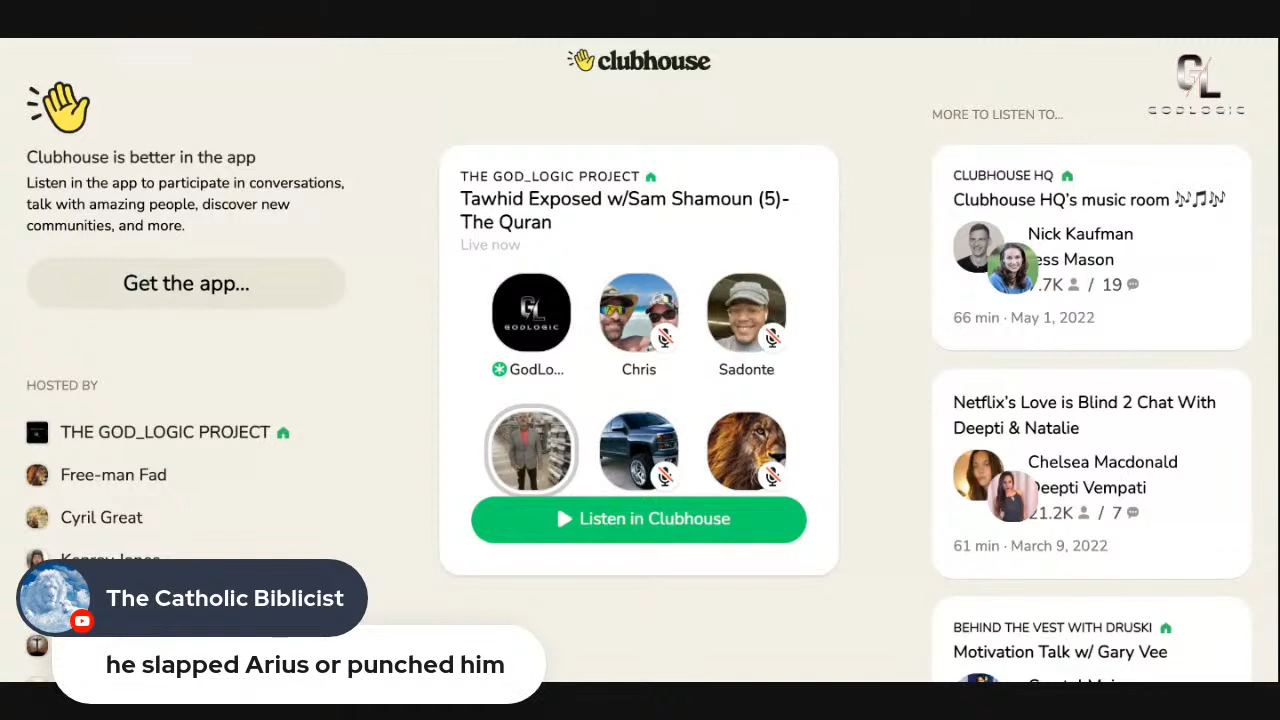 clubhouse
GL
GODLOGIC
Clubhouse is better in the app
Listen in the app to participate in conversations,
talk with amazing people, discover new
communities, and more.
Get the app...
HOSTED BY
THE GOD_LOGIC PROJECT
Free-man Fad
Cyril Great
The Catholic Biblicist
he slapped Arius or punched him
THE GOD_LOGIC PROJECT
Tawhid Exposed w/Sam Shamoun (5)-
The Quran
Live now
GL
GODLOGIC
GodLo...
Chris
Sadonte
Listen in Clubhouse
MORE TO LISTEN TO...
CLUBHOUSE HQ
Clubhouse HQ's music room 🎶🎵🎶
Nick Kaufman
Mason
/ 19
66 min · May 1, 2022
Netflix's Love is Blind 2 Chat With
Deepti & Natalie
Chelsea Macdonald
Deepti Vempati
21.2K / 7
61 min · March 9, 2022
BEHIND THE VEST WITH DRUSKI
Motivation Talk w/ Gary Vee